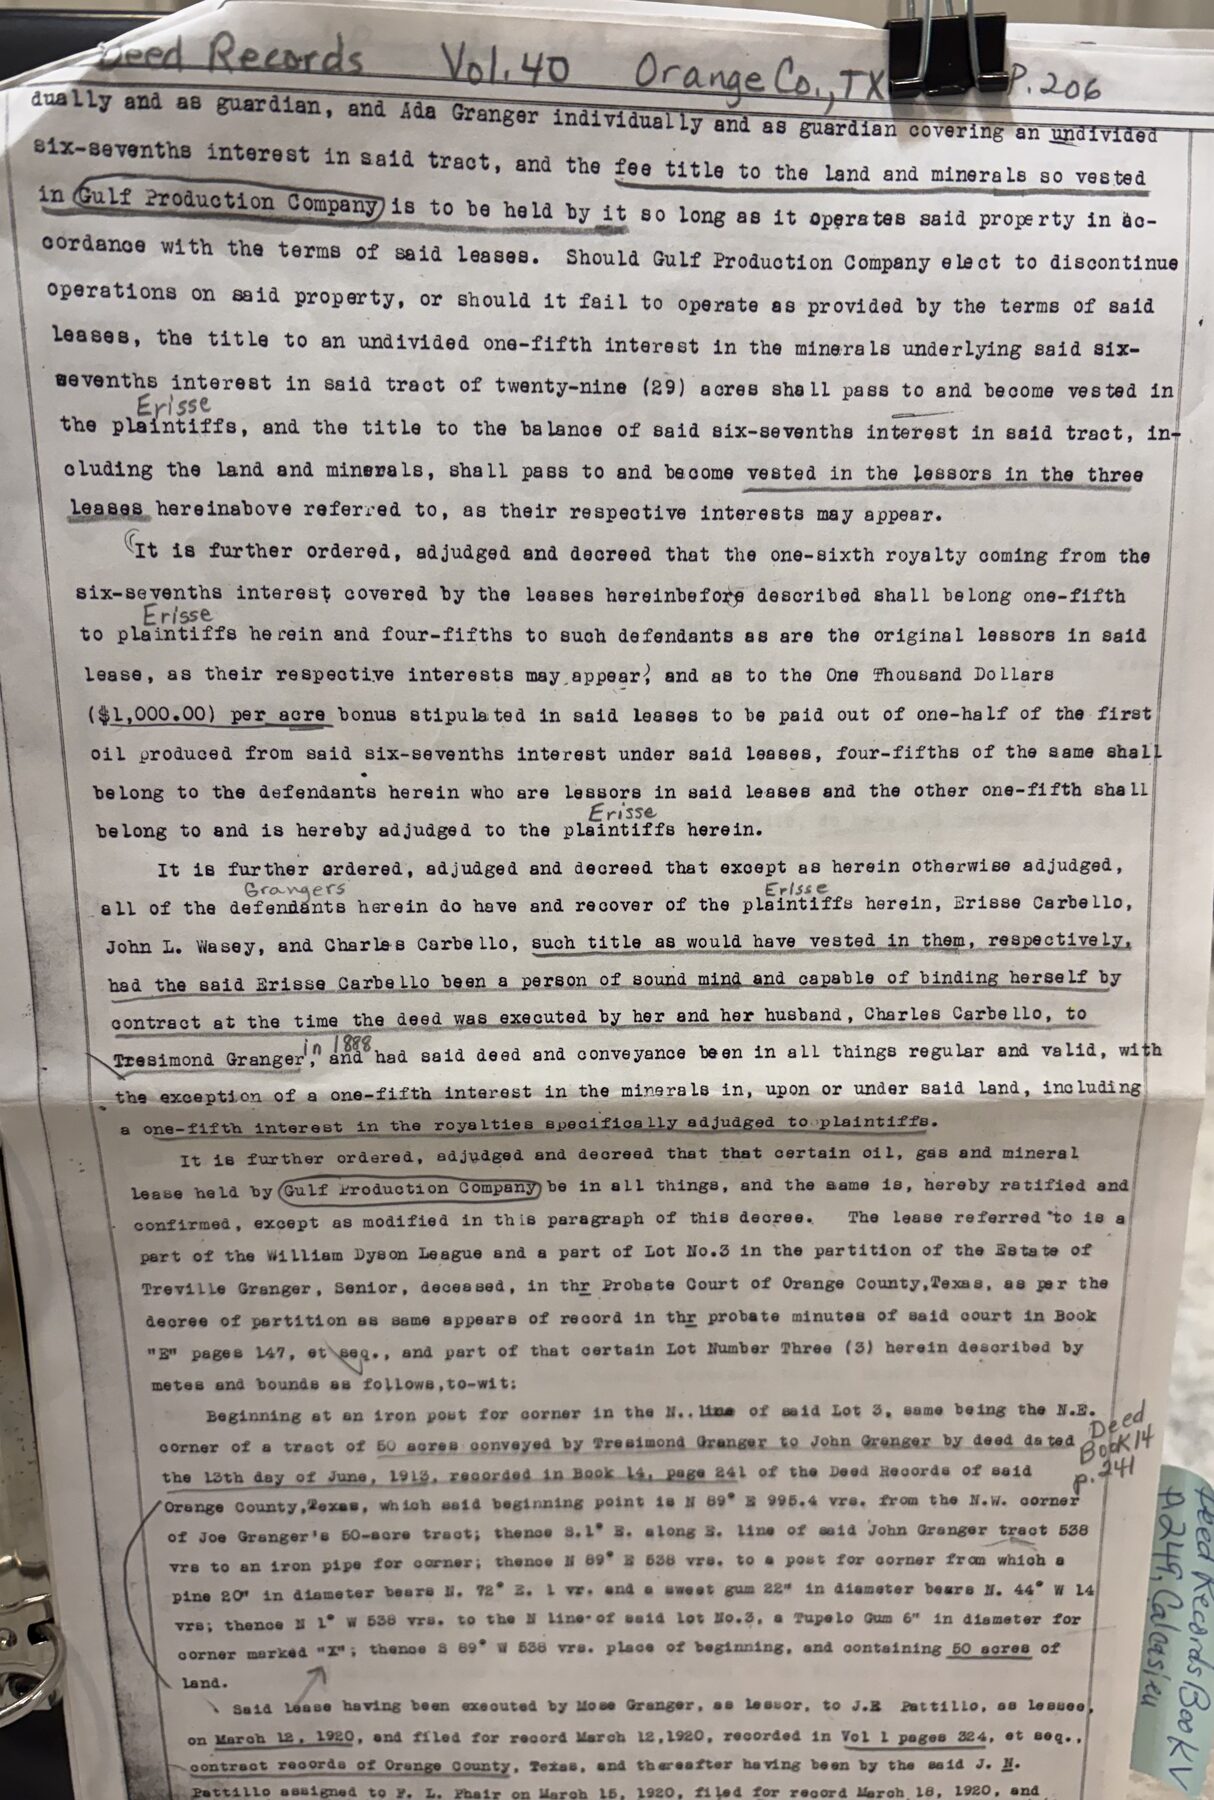 Deed Records Vol. 40 Orange Co., TX P. 206
dually and as guardian, and Ada Granger individually and as guardian covering an undivided
six-sevenths interest in said tract, and the fee title to the land and minerals so vested
in Gulf Production Company is to be held by it so long as it operates said property in ac-
cordance with the terms of said leases. Should Gulf Production Company elect to discontinue
operations on said property, or should it fail to operate as provided by the terms of said
leases, the title to an undivided one-fifth interest in the minerals underlying said six-
sevenths interest in said tract of twenty-nine (29) acres shall pass to and become vested in
Erisse
the plaintiffs, and the title to the balance of said six-sevenths interest in said tract, in-
cluding the land and minerals, shall pass to and become vested in the lessors in the three
leases hereinabove referred to, as their respective interests may appear.
(It is further ordered, adjudged and decreed that the one-sixth royalty coming from the
six-sevenths interest covered by the leases hereinbefore described shall belong one-fifth
Erisse
to plaintiffs herein and four-fifths to such defendants as are the original lessors in said
lease, as their respective interests may appear, and as to the One Thousand Dollars
($1,000.00) per acre bonus stipulated in said leases to be paid out of one-half of the first
oil produced from said six-sevenths interest under said leases, four-fifths of the same shall
belong to the defendants herein who are lessors in said leases and the other one-fifth shall
Erisse
belong to and is hereby adjudged to the plaintiffs herein.
It is further ordered, adjudged and decreed that except as herein otherwise adjudged,
Grangers Erisse
all of the defendants herein do have and recover of the plaintiffs herein, Erisse Carbello,
John L. Wasey, and Charles Carbello, such title as would have vested in them, respectively,
had the said Erisse Carbello been a person of sound mind and capable of binding herself by
contract at the time the deed was executed by her and her husband, Charles Carbello, to
in 1888
Tresimond Granger, and had said deed and conveyance been in all things regular and valid, with
the exception of a one-fifth interest in the minerals in, upon or under said land, including
a one-fifth interest in the royalties specifically adjudged to plaintiffs.
It is further ordered, adjudged and decreed that that certain oil, gas and mineral
lease held by Gulf Production Company be in all things, and the same is, hereby ratified and
confirmed, except as modified in this paragraph of this decree. The lease referred to is a
part of the William Dyson League and a part of Lot No.3 in the partition of the Estate of
Treville Granger, Senior, deceased, in thr Probate Court of Orange County,Texas, as per the
decree of partition as same appears of record in thr probate minutes of said court in Book
"E" pages 147, et seq., and part of that certain Lot Number Three (3) herein described by
metes and bounds as follows,to-wit:
Beginning at an iron post for corner in the N..line of said Lot 3, same being the N.E.
corner of a tract of 50 acres conveyed by Tresimond Granger to John Granger by deed dated
the 13th day of June, 1913, recorded in Book 14, page 241 of the Deed Records of said
Deed
Book 14
p. 241
Orange County,Texas, which said beginning point is N 89° E 995.4 vrs. from the N.W. corner
of Joe Granger's 50-acre tract; thence S.1° E. along E. line of said John Granger tract 538
vrs to an iron pipe for corner; thence N 89° E 538 vrs. to a post for corner from which a
pine 20" in diameter bears N. 72° E. 1 vr. and a sweet gum 22" in diameter bears N. 44° W 14
vrs; thence N 1° W 538 vrs. to the N line of said lot No.3, a Tupelo Gum 6" in diameter for
corner marked "X"; thence S 89° W 538 vrs. place of beginning, and containing 50 acres of
land.
Said lease having been executed by Mose Granger, as lessor, to J.E Pattillo, as lessee,
on March 12, 1920, and filed for record March 12,1920, recorded in Vol 1 pages 324, et seq.,
contract records of Orange County, Texas, and thereafter having been by the said J. H.
Pattillo assigned to F. L. Phair on March 15, 1920, filed for record March 18, 1920, and
Deed Records Book V
Calcasieu